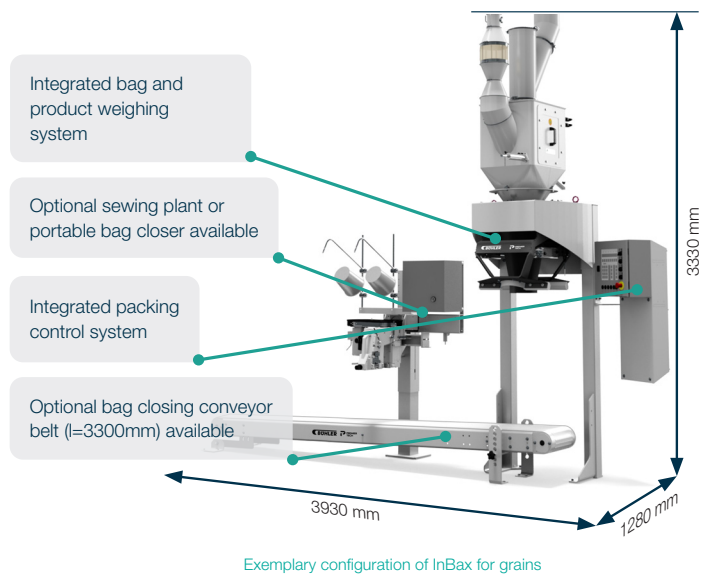 Integrated bag and
product weighing
system
Optional sewing plant or
portable bag closer available
Integrated packing
control system
Optional bag closing conveyor
belt (l=3300mm) available
BÜHLER
BÜHLER
3330 mm
3930 mm
1280 mm
Exemplary configuration of InBax for grains